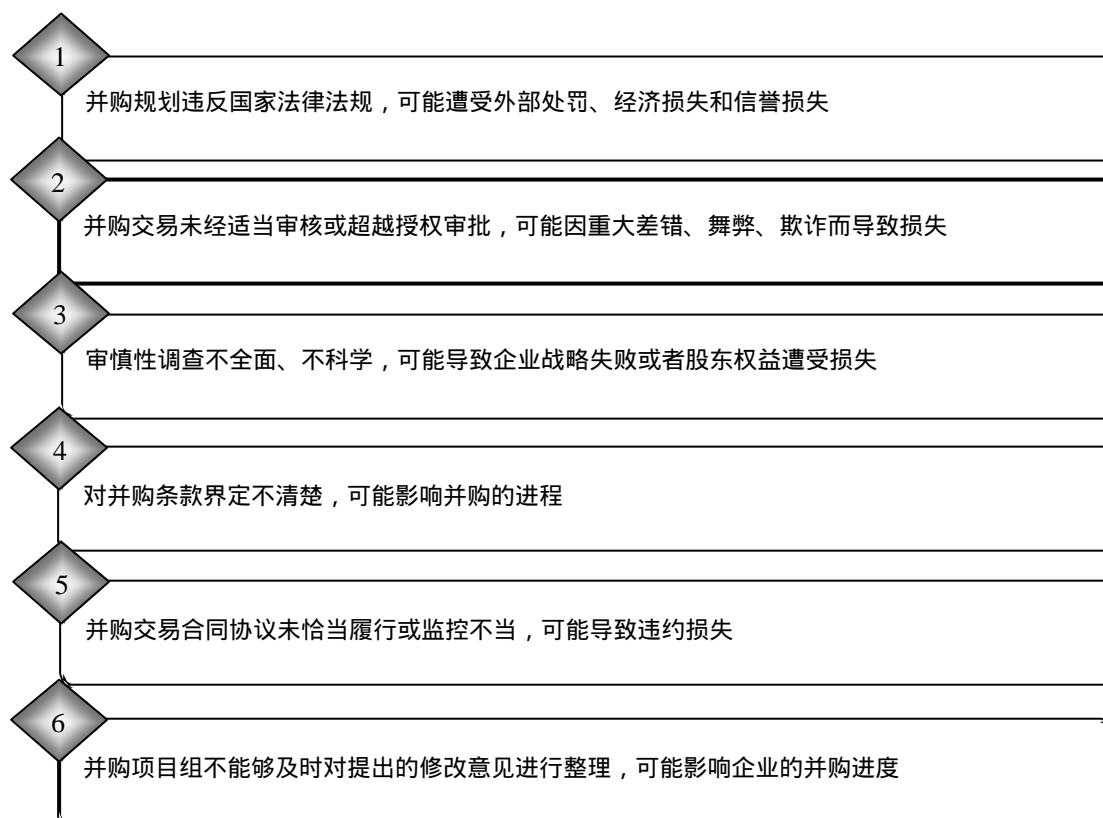 1
并购规划违反国家法律法规，可能遭受外部处罚、经济损失和信誉损失
2
并购交易未经适当审核或超越授权审批，可能因重大差错、舞弊、欺诈而导致损失
3
审慎性调查不全面、不科学，可能导致企业战略失败或者股东权益遭受损失
4
对并购条款界定不清楚，可能影响并购的进程
5
并购交易合同协议未恰当履行或监控不当，可能导致违约损失
6
并购项目组不能够及时对提出的修改意见进行整理，可能影响企业的并购进度